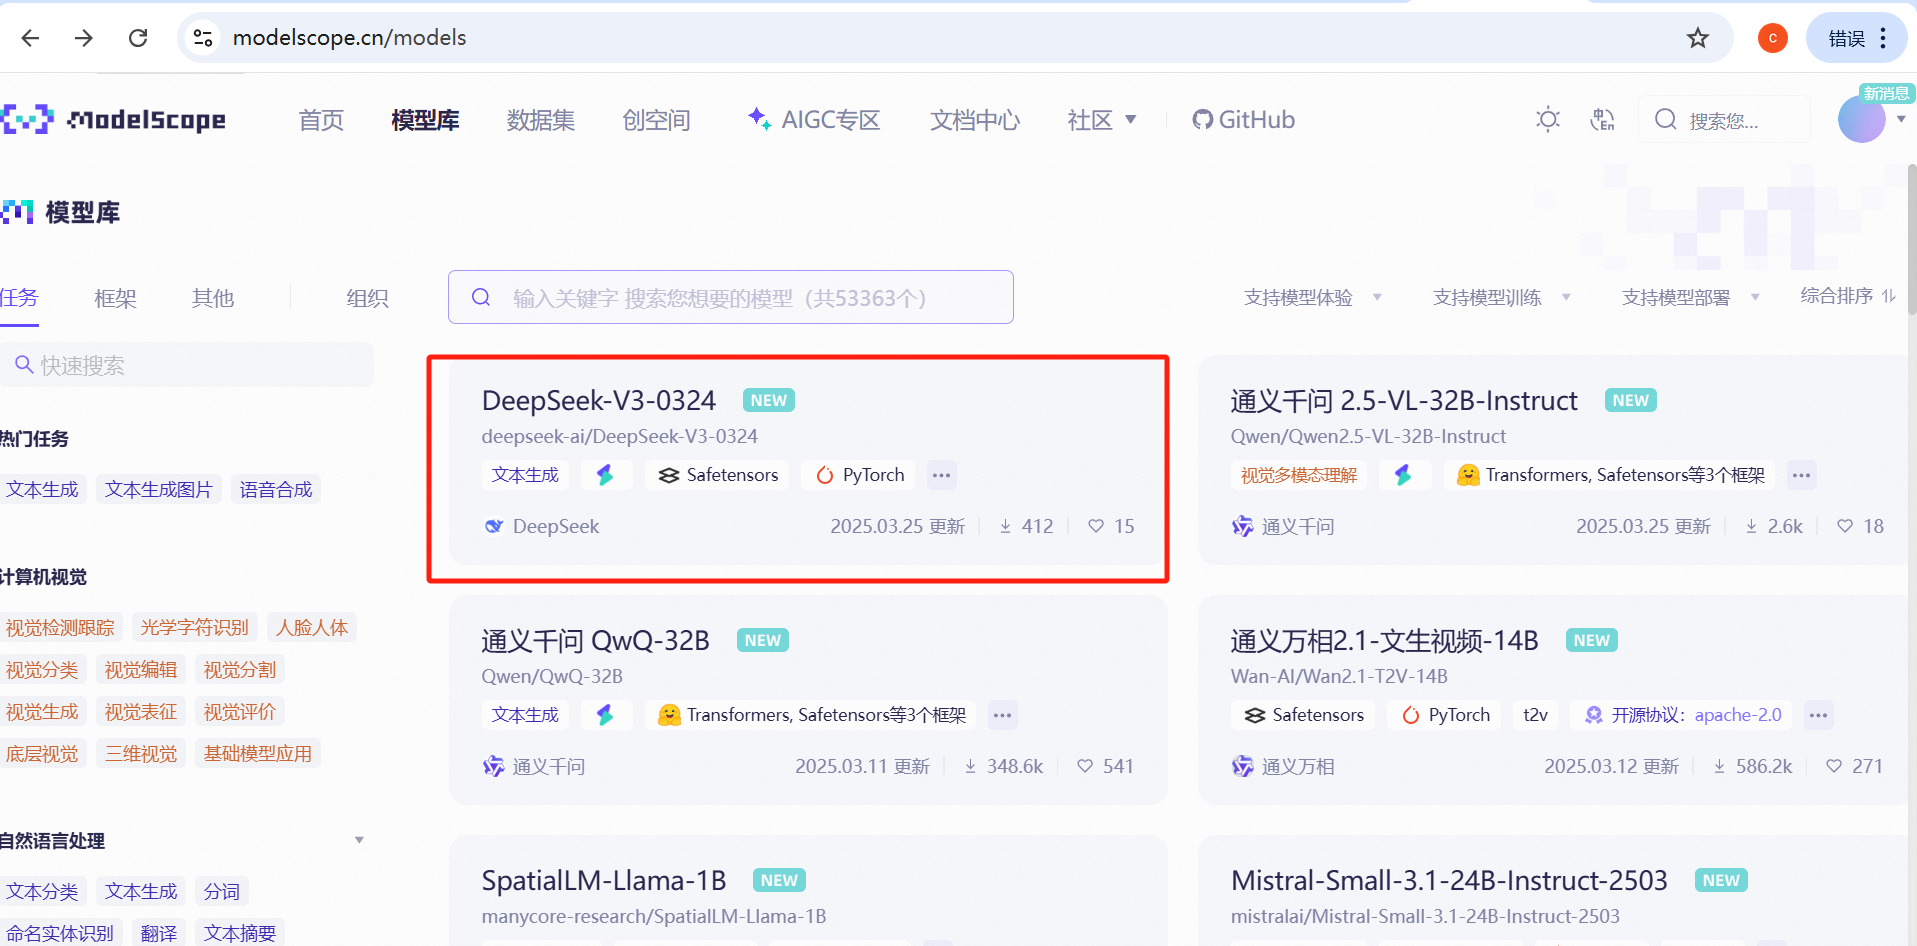 modelscope.cn/models
c
错误
ModelScope
首页 模型库 数据集 创空间 AIGC专区 文档中心 社区 GitHub
搜索您...
新消息
模型库
任务 框架 其他 组织
输入关键字 搜索您想要的模型（共53363个）
支持模型体验 支持模型训练 支持模型部署 综合排序
快速搜索
热门任务
文本生成 文本生成图片 语音合成
计算机视觉
视觉检测跟踪 光学字符识别 人脸人体
视觉分类 视觉编辑 视觉分割
视觉生成 视觉表征 视觉评价
底层视觉 三维视觉 基础模型应用
自然语言处理
文本分类 文本生成 分词
命名实体识别 翻译 文本摘要
DeepSeek-V3-0324 NEW
deepseek-ai/DeepSeek-V3-0324
文本生成 Safetensors PyTorch ...
DeepSeek 2025.03.25 更新 412 15
通义千问 2.5-VL-32B-Instruct NEW
Qwen/Qwen2.5-VL-32B-Instruct
视觉多模态理解 Transformers, Safetensors等3个框架 ...
通义千问 2025.03.25 更新 2.6k 18
通义千问 QwQ-32B NEW
Qwen/QwQ-32B
文本生成 Transformers, Safetensors等3个框架 ...
通义千问 2025.03.11 更新 348.6k 541
通义万相2.1-文生视频-14B NEW
Wan-AI/Wan2.1-T2V-14B
Safetensors PyTorch t2v 开源协议：apache-2.0 ...
通义万相 2025.03.12 更新 586.2k 271
SpatialLM-Llama-1B NEW
manycore-research/SpatialLM-Llama-1B
Mistral-Small-3.1-24B-Instruct-2503 NEW
mistralai/Mistral-Small-3.1-24B-Instruct-2503